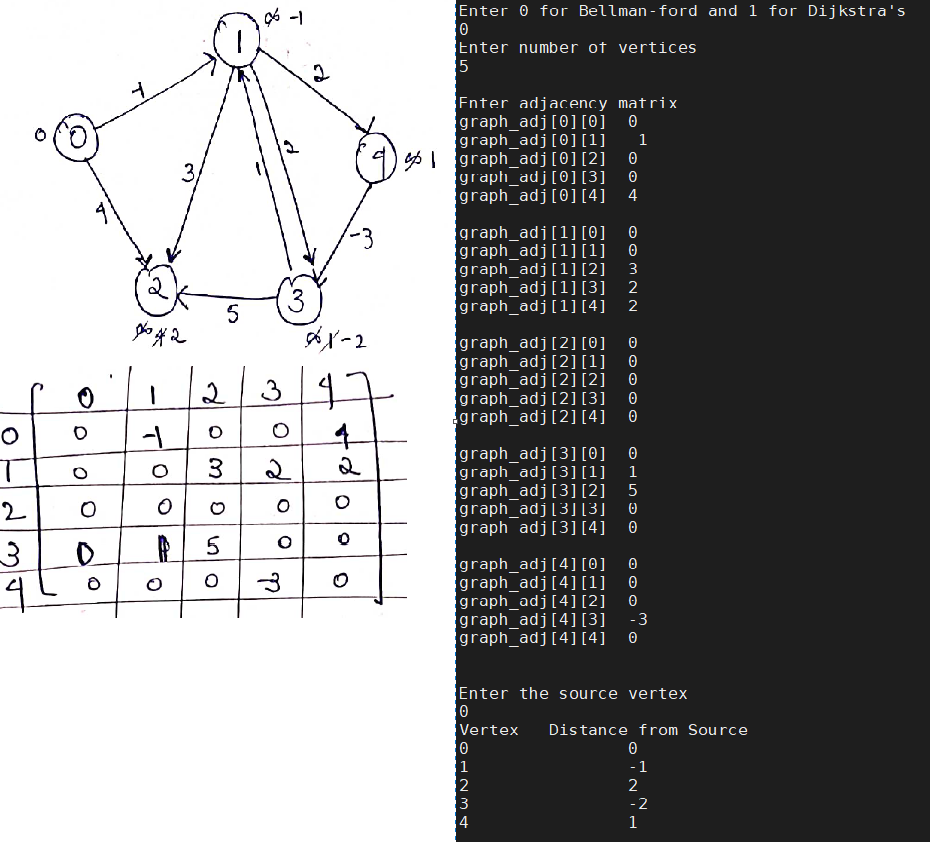 ∞ -1
1
2
-1
0 0
4 ∞ 1
3
1
2
4
-3
2
3
5
∞ 4 2
∞ 1 -2
0 1 2 3 4
0 0 -1 0 0 4
1 0 0 3 2 2
2 0 0 0 0 0
3 0 1 5 0 0
4 0 0 0 -3 0
Enter 0 for Bellman-ford and 1 for Dijkstra's
0
Enter number of vertices
5
Enter adjacency matrix
graph_adj[0][0] 0
graph_adj[0][1] 1
graph_adj[0][2] 0
graph_adj[0][3] 0
graph_adj[0][4] 4
graph_adj[1][0] 0
graph_adj[1][1] 0
graph_adj[1][2] 3
graph_adj[1][3] 2
graph_adj[1][4] 2
graph_adj[2][0] 0
graph_adj[2][1] 0
graph_adj[2][2] 0
graph_adj[2][3] 0
graph_adj[2][4] 0
graph_adj[3][0] 0
graph_adj[3][1] 1
graph_adj[3][2] 5
graph_adj[3][3] 0
graph_adj[3][4] 0
graph_adj[4][0] 0
graph_adj[4][1] 0
graph_adj[4][2] 0
graph_adj[4][3] -3
graph_adj[4][4] 0
Enter the source vertex
0
Vertex Distance from Source
0 0
1 -1
2 2
3 -2
4 1